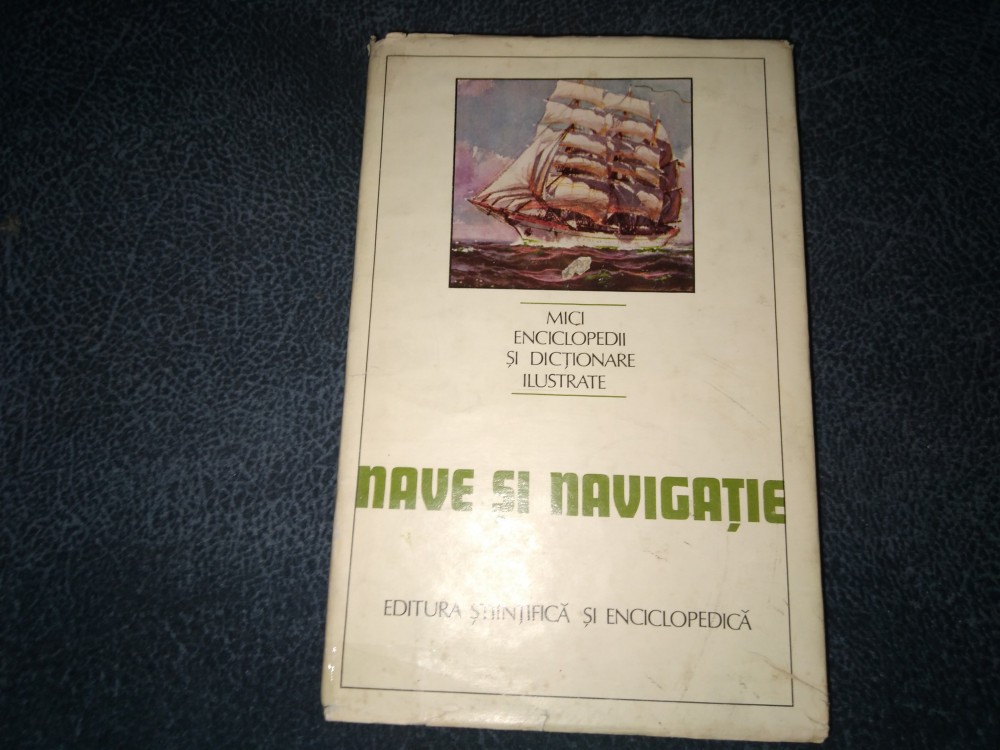 MICI
ENCICLOPEDII
ȘI DICȚIONARE
ILUSTRATE
NAVE ȘI NAVIGAȚIE
EDITURA ȘTIINȚIFICĂ ȘI ENCICLOPEDICĂ